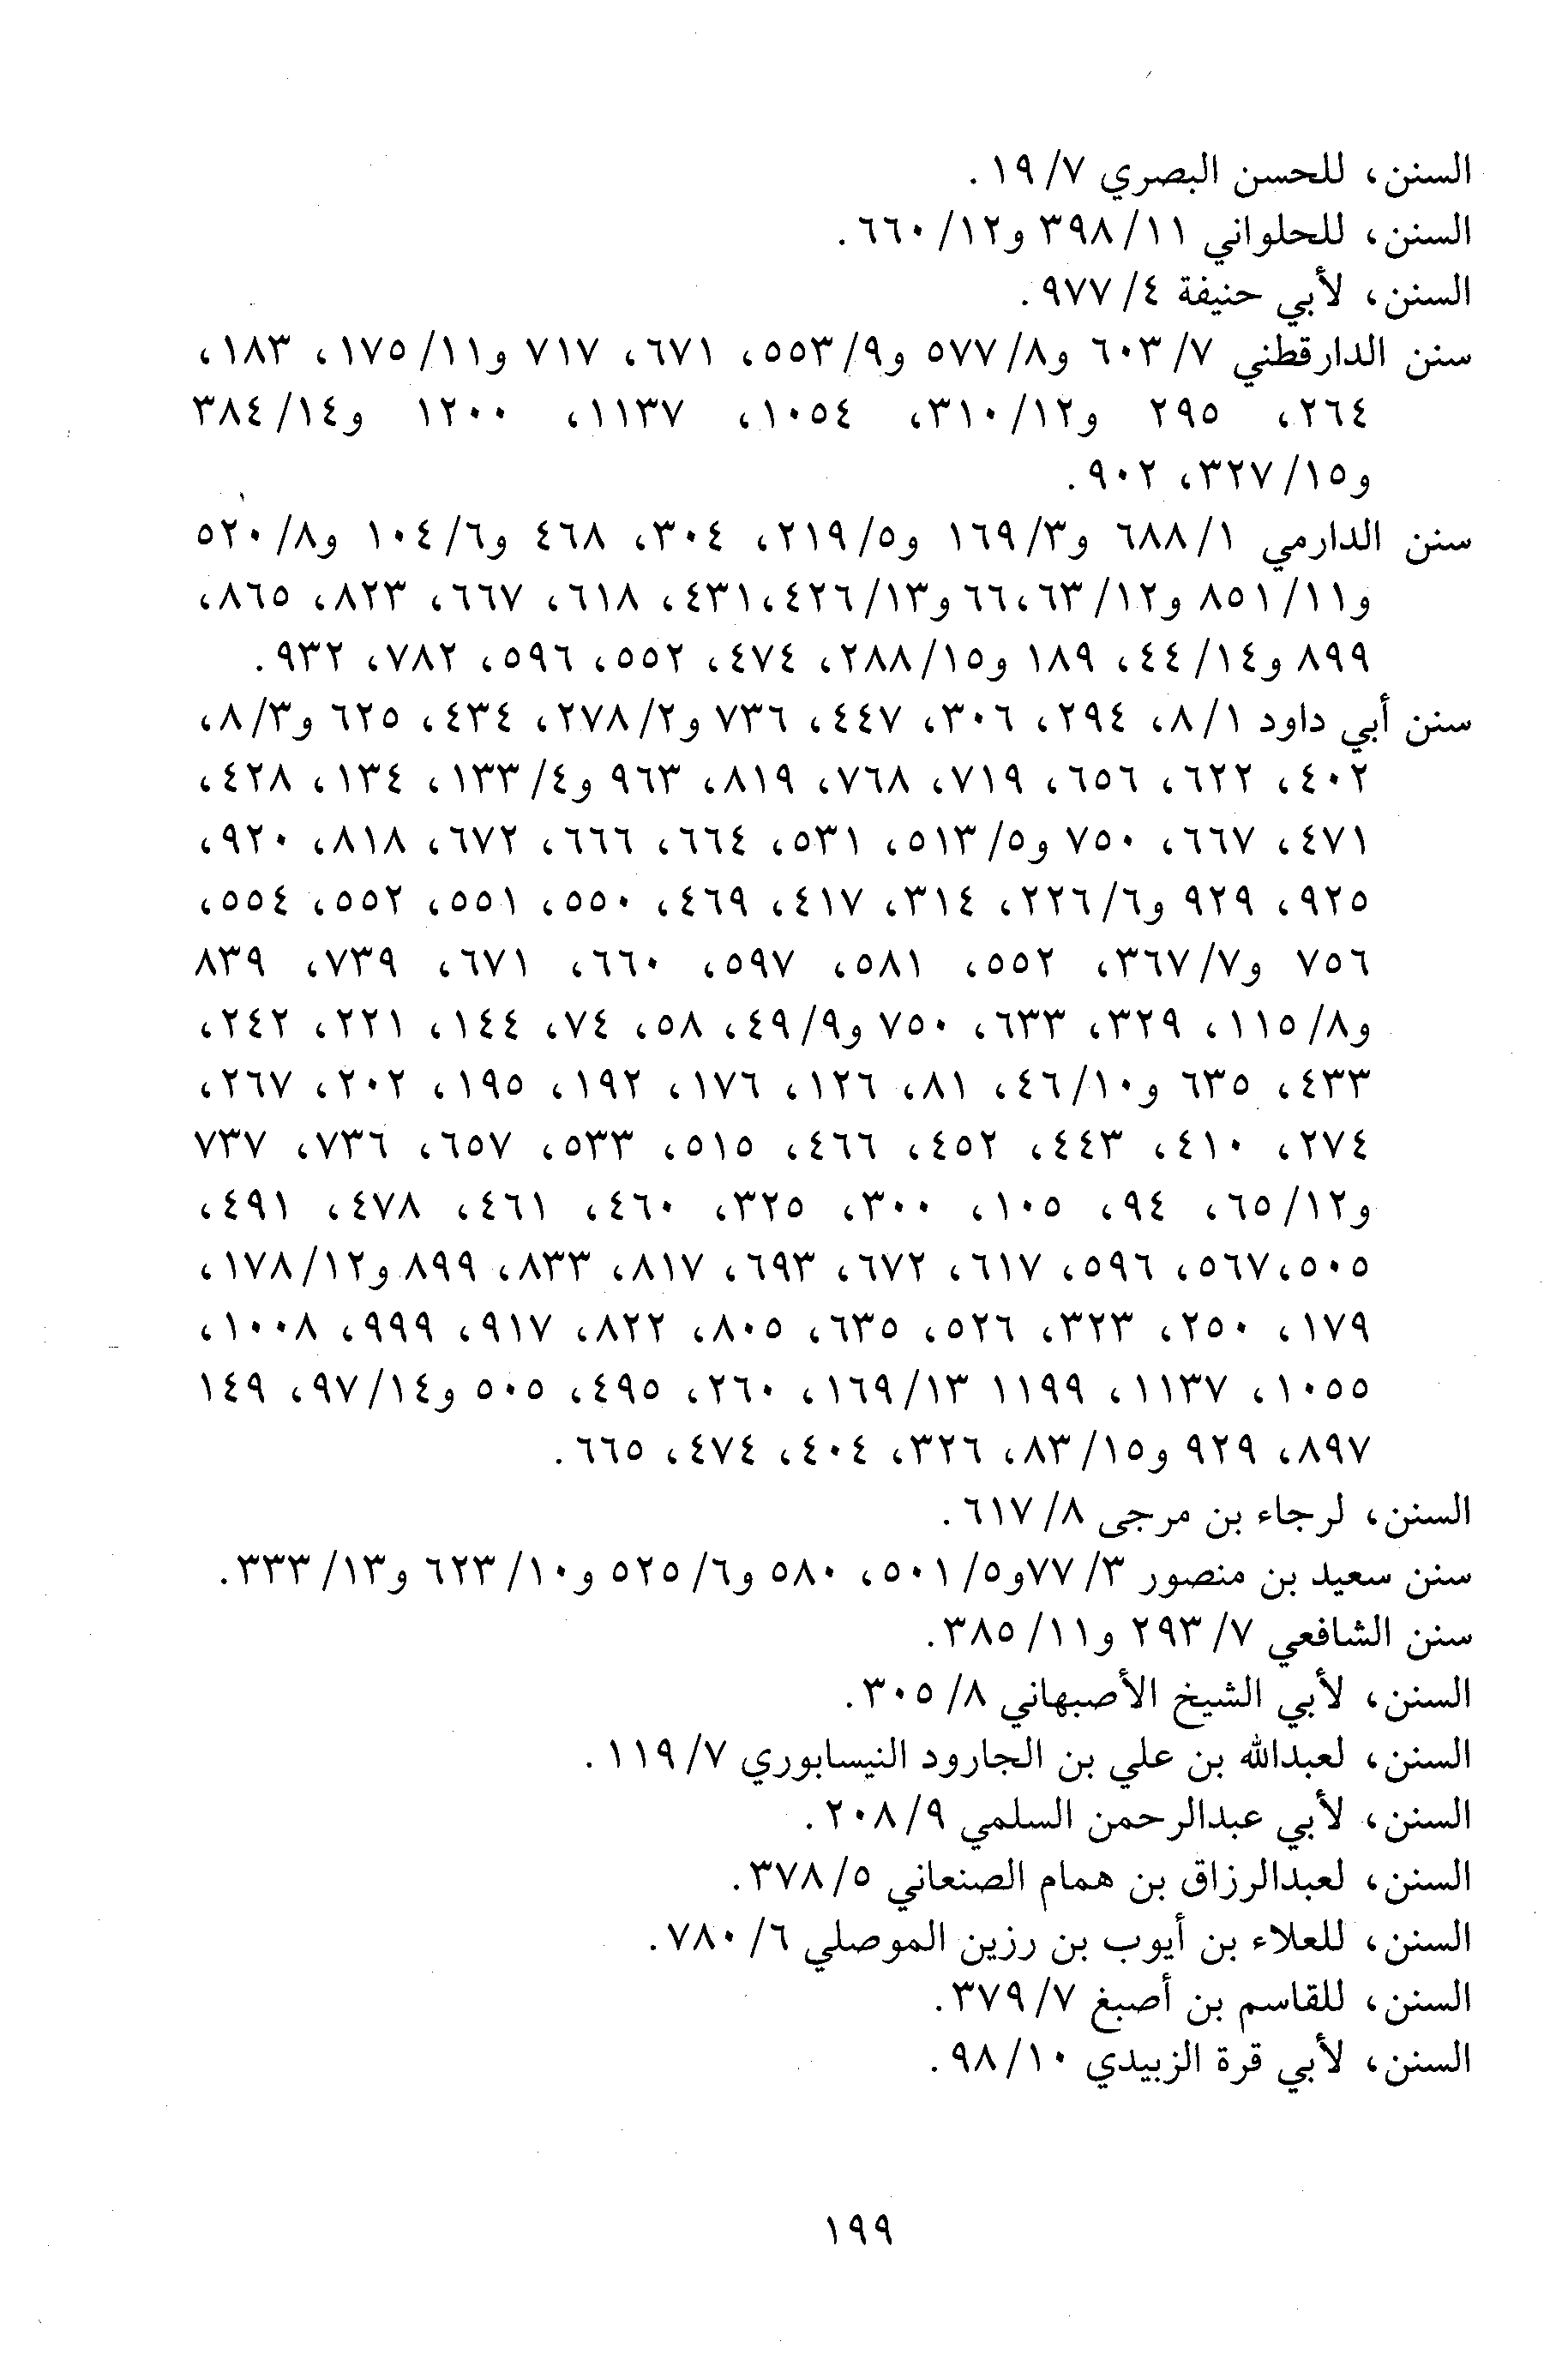 السنن، للحسن البصري ٧/ ١٩.
السنن، للحلواني ١١/ ٣٩٨ و١٢/ ٦٦٠.
السنن، لأبي حنيفة ٤/ ٩٧٧.
سنن الدارقطني ٧/ ٦٠٣ و٨/ ٥٧٧ و٩/ ٥٥٣، ٦٧١، ٧١٧ و١١/ ١٧٥، ١٨٣،
٢٦٤، ٢٩٥ و١٢/ ٣١٠، ١٠٥٤، ١١٣٧، ١٢٠٠ و١٤/ ٣٨٤
و١٥/ ٣٢٧، ٩٠٢.
سنن الدارمي ١/ ٦٨٨ و٣/ ١٦٩ و٥/ ٢١٩، ٣٠٤، ٤٦٨ و٦/ ١٠٤ و٨/ ٥٢٠
و١١/ ٨٥١ و١٢/ ٦٣،٦٦ و١٣/ ٤٢٦،٤٣١، ٦١٨، ٦٦٧، ٨٢٣، ٨٦٥،
٨٩٩ و١٤/ ٤٤، ١٨٩ و١٥/ ٢٨٨، ٤٧٤، ٥٥٢، ٥٩٦، ٧٨٢، ٩٣٢.
سنن أبي داود ١/ ٨، ٢٩٤، ٣٠٦، ٤٤٧، ٧٣٦ و٢/ ٢٧٨، ٤٣٤، ٦٢٥ و٣/ ٨،
٤٠٢، ٦٢٢، ٦٥٦، ٧١٩، ٧٦٨، ٨١٩، ٩٦٣ و٤/ ١٣٣، ١٣٤، ٤٢٨،
٤٧١، ٦٦٧، ٧٥٠ و٥/ ٥١٣، ٥٣١، ٦٦٤، ٦٦٦، ٦٧٢، ٨١٨، ٩٢٠،
٩٢٥، ٩٢٩ و٦/ ٢٢٦، ٣١٤، ٤١٧، ٤٦٩، ٥٥٠، ٥٥١، ٥٥٢، ٥٥٤،
٧٥٦ و٧/ ٣٦٧، ٥٥٢، ٥٨١، ٥٩٧، ٦٦٠، ٦٧١، ٧٣٩، ٨٣٩
و٨/ ١١٥، ٣٢٩، ٦٣٣، ٧٥٠ و٩/ ٤٩، ٥٨، ٧٤، ١٤٤، ٢٢١، ٢٤٢،
٤٣٣، ٦٣٥ و١٠/ ٤٦، ٨١، ١٢٦، ١٧٦، ١٩٢، ١٩٥، ٢٠٢، ٢٦٧،
٢٧٤، ٤١٠، ٤٤٣، ٤٥٢، ٤٦٦، ٥١٥، ٥٣٣، ٦٥٧، ٧٣٦، ٧٣٧
و١٢/ ٦٥، ٩٤، ١٠٥، ٣٠٠، ٣٢٥، ٤٦٠، ٤٦١، ٤٧٨، ٤٩١،
٥٠٥،٥٦٧، ٥٩٦، ٦١٧، ٦٧٢، ٦٩٣، ٨١٧، ٨٣٣، ٨٩٩ و١٢/ ١٧٨،
١٧٩، ٢٥٠، ٣٢٣، ٥٢٦، ٦٣٥، ٨٠٥، ٨٢٢، ٩١٧، ٩٩٩، ١٠٠٨،
١٠٥٥، ١١٣٧، ١١٩٩ ١٣/ ١٦٩، ٢٦٠، ٤٩٥، ٥٠٥ و١٤/ ٩٧، ١٤٩
٨٩٧، ٩٢٩ و١٥/ ٨٣، ٣٢٦، ٤٠٤، ٤٧٤، ٦٦٥.
السنن، لرجاء بن مرجى ٨/ ٦١٧.
سنن سعيد بن منصور ٣/ ٧٧ و٥/ ٥٠١، ٥٨٠ و٦/ ٥٢٥ و١٠/ ٦٢٣ و١٣/ ٣٣٣.
سنن الشافعي ٧/ ٢٩٣ و١١/ ٣٨٥.
السنن، لأبي الشيخ الأصبهاني ٨/ ٣٠٥.
السنن، لعبدالله بن علي بن الجارود النيسابوري ٧/ ١١٩.
السنن، لأبي عبدالرحمن السلمي ٩/ ٢٠٨.
السنن، لعبدالرزاق بن همام الصنعاني ٥/ ٣٧٨.
السنن، للعلاء بن أيوب بن رزين الموصلي ٦/ ٧٨٠.
السنن، للقاسم بن أصبغ ٧/ ٣٧٩.
السنن، لأبي قرة الزبيدي ١٠/ ٩٨.
١٩٩